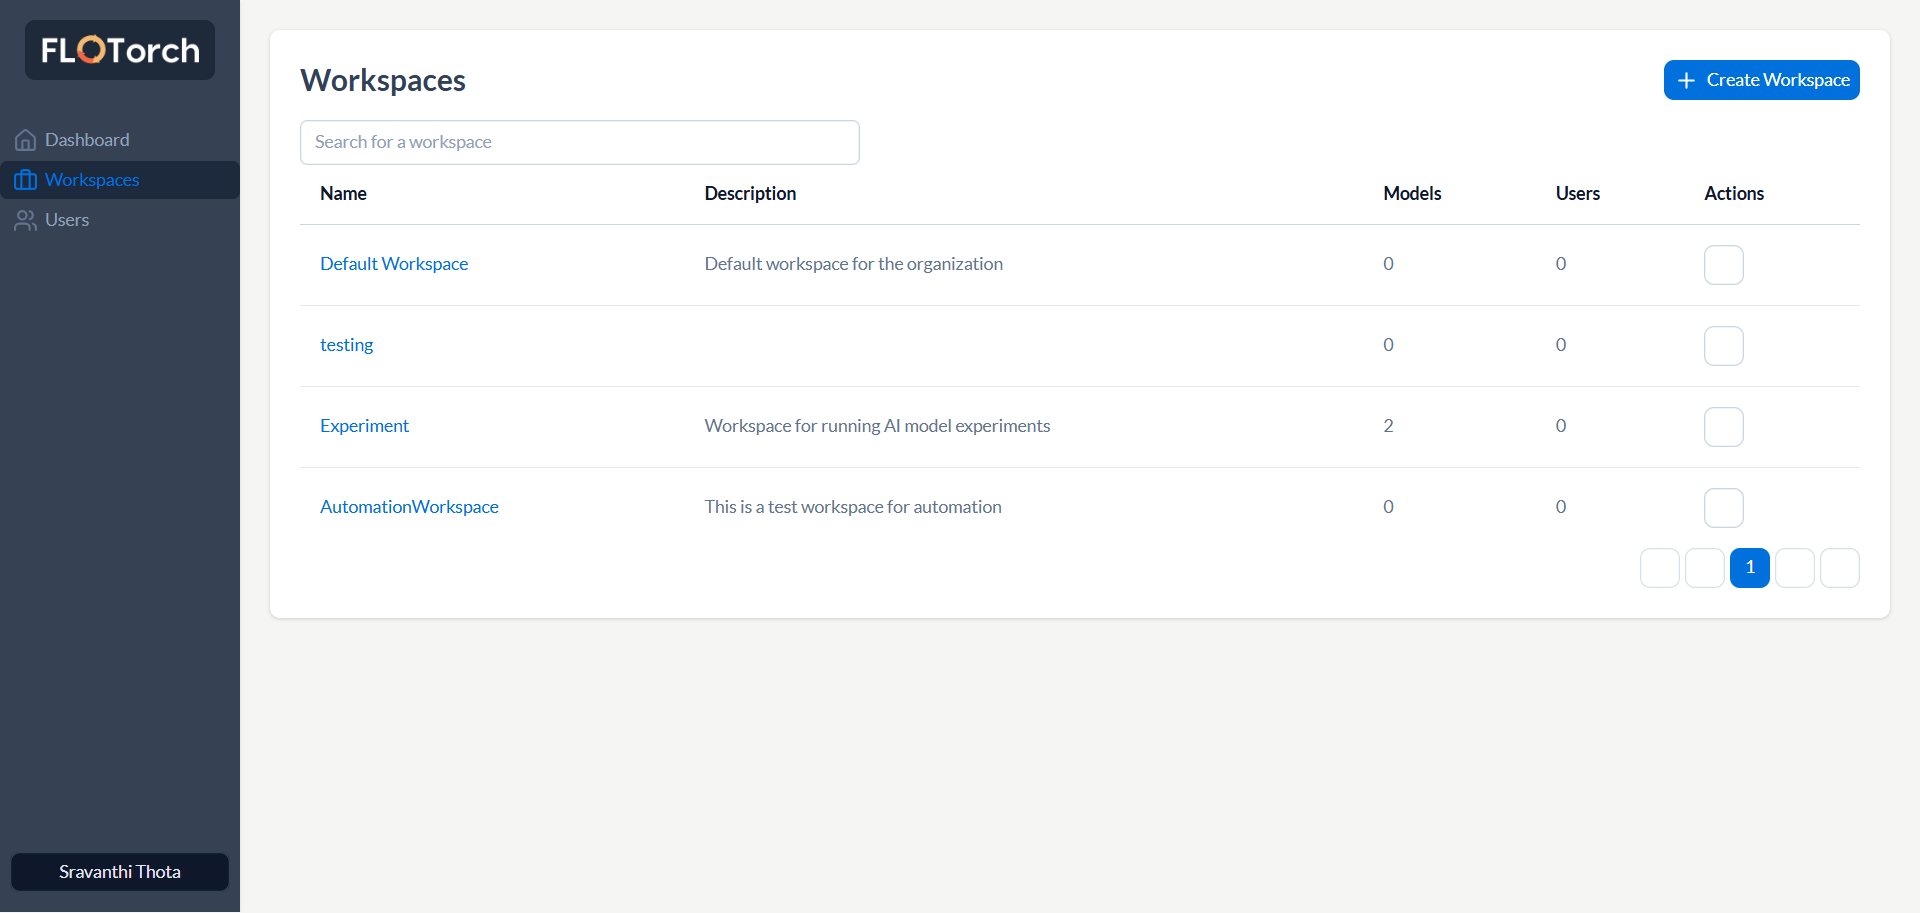 FLOTorch
Dashboard
Workspaces
Users
Sravanthi Thota
Workspaces
Create Workspace
Search for a workspace
Name Description Models Users Actions
Default Workspace Default workspace for the organization 0 0
testing 0 0
Experiment Workspace for running AI model experiments 2 0
AutomationWorkspace This is a test workspace for automation 0 0
1